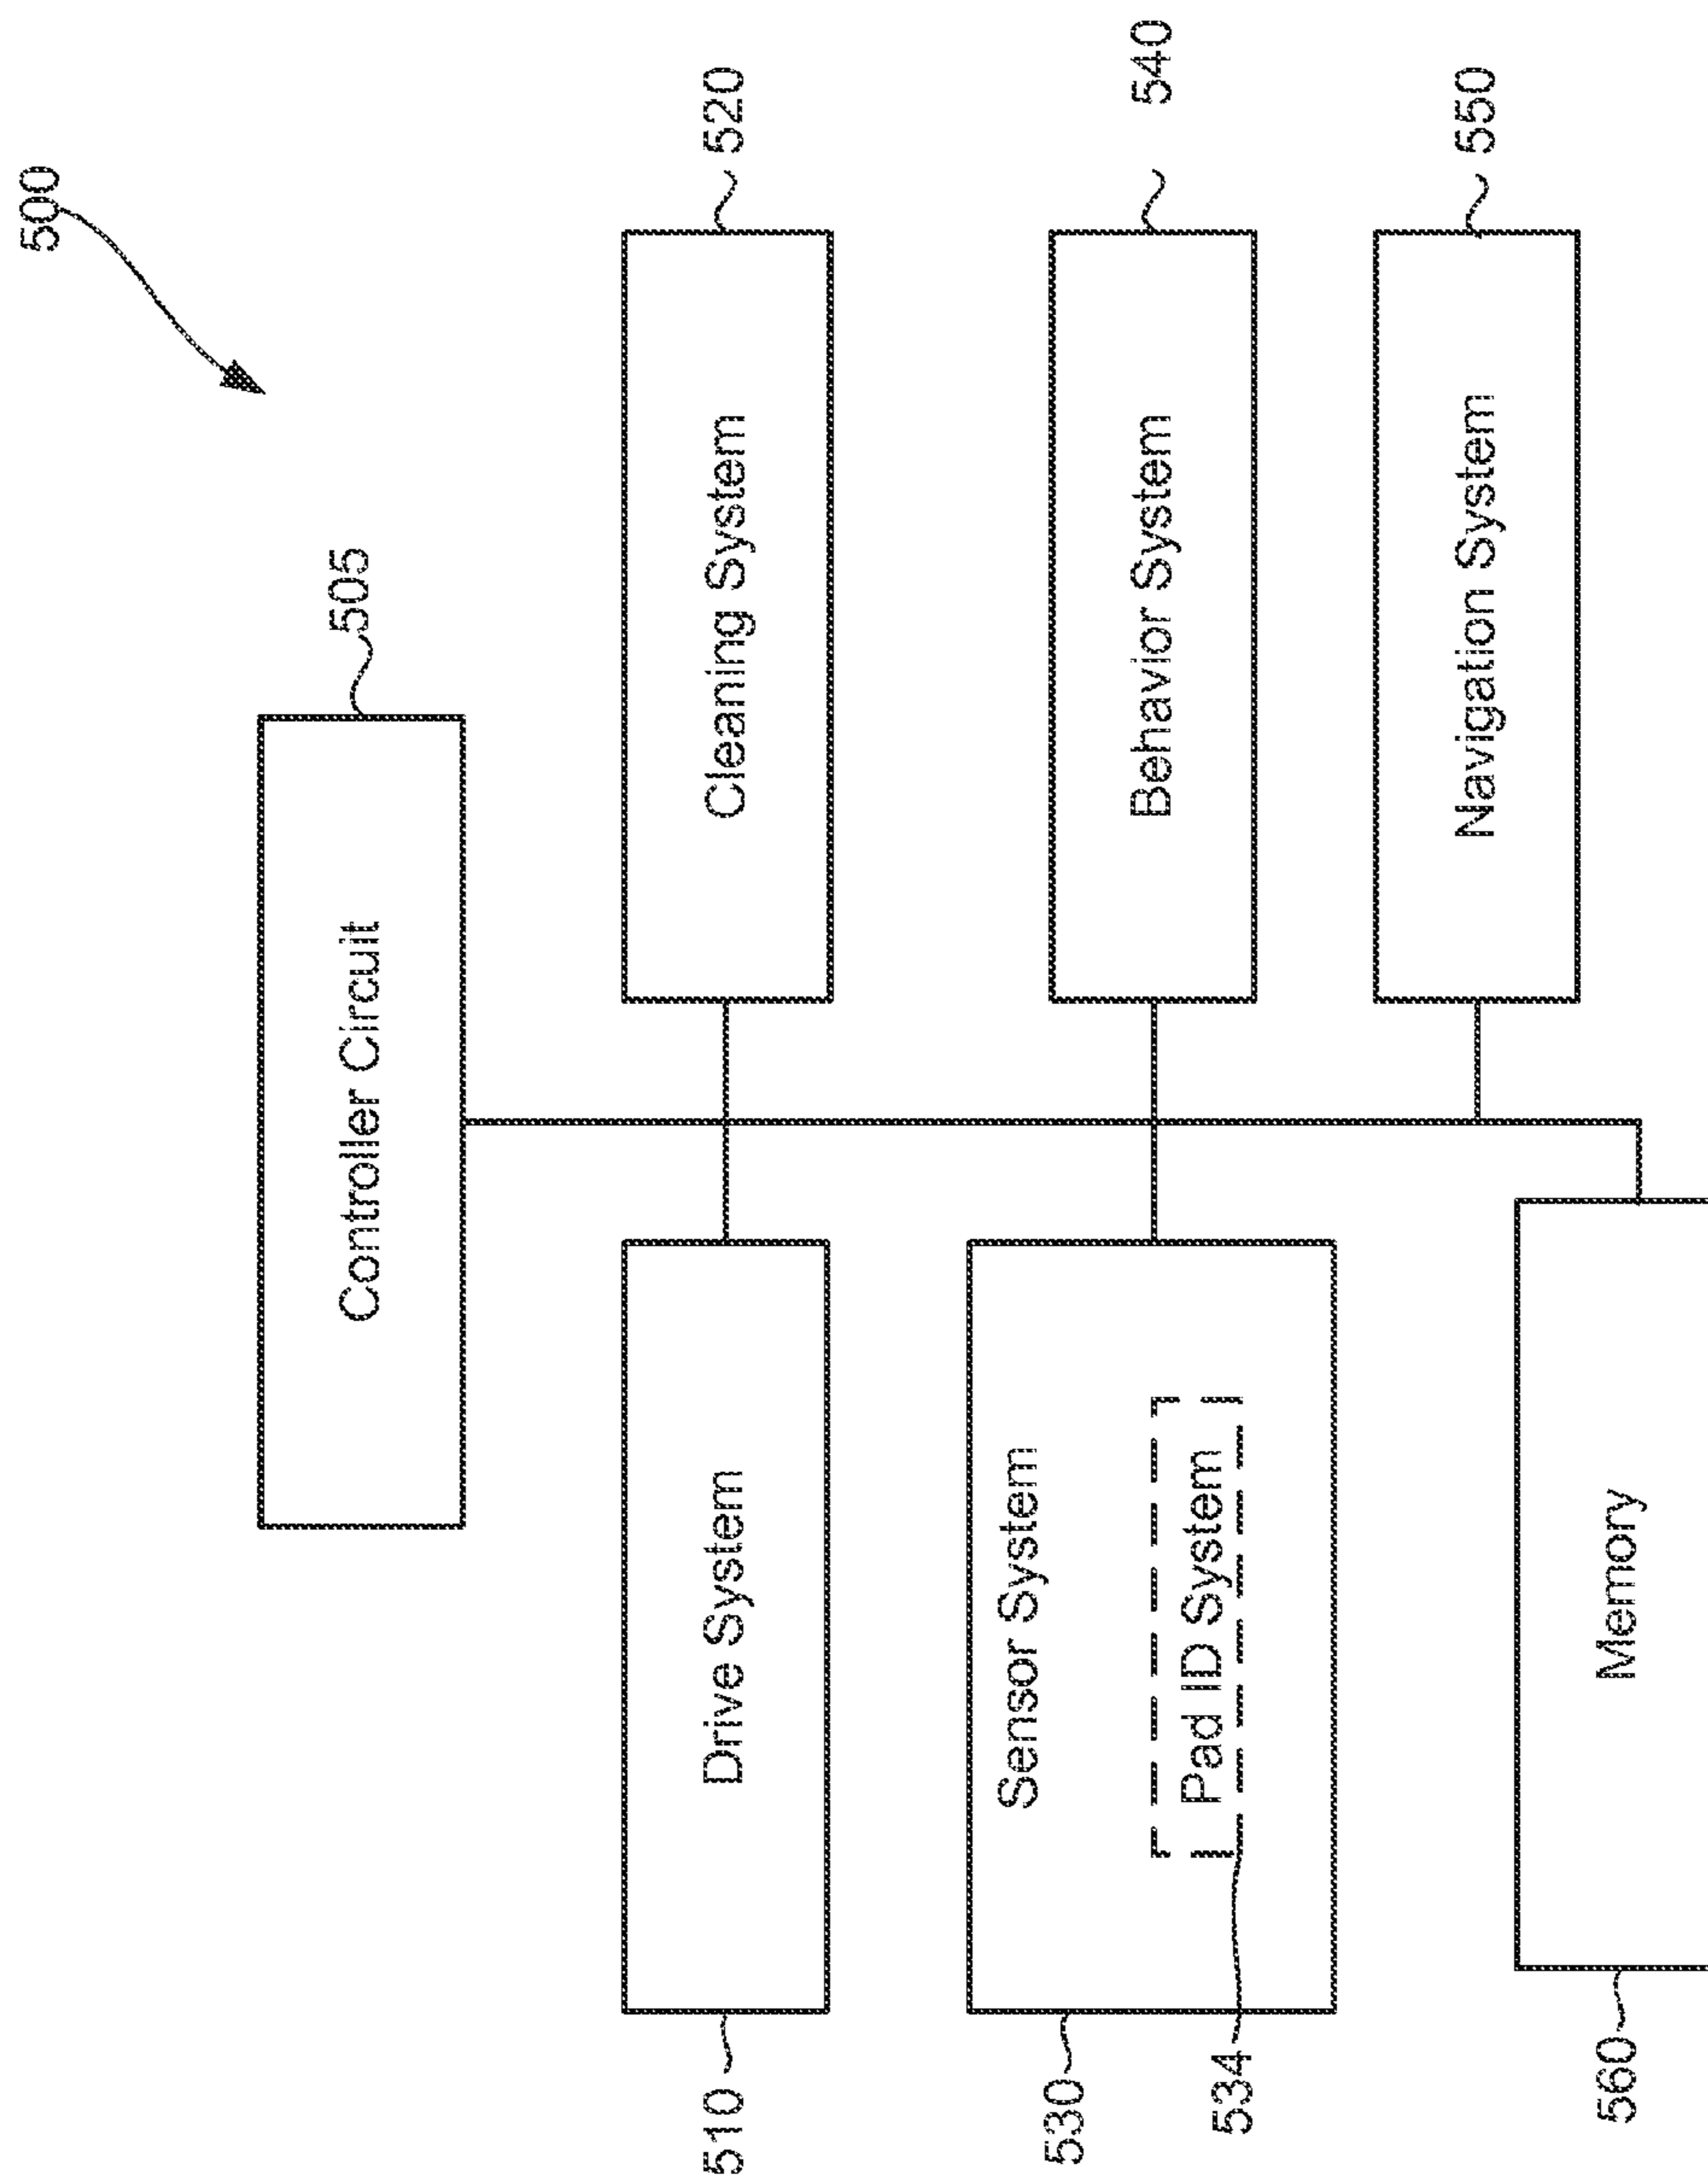 500
Controller Circuit
505
Drive System
510
Cleaning System
520
Sensor System
530
Pad ID System
534
Behavior System
540
Navigation System
550
Memory
560